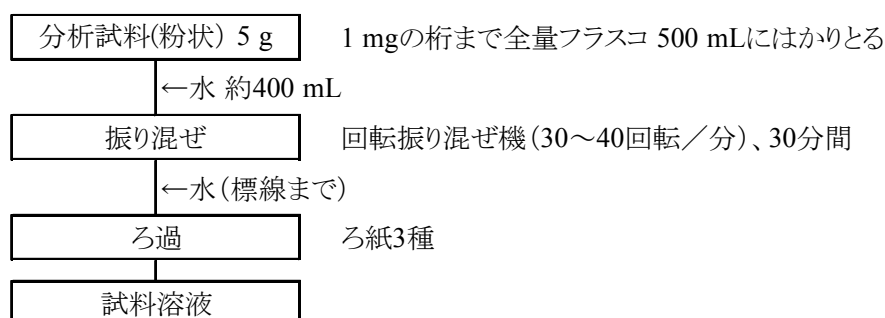 分析試料(粉状) 5 g 1 mgの桁まで全量フラスコ 500 mLにはかりとる
←水 約400 mL
振り混ぜ 回転振り混ぜ機(30~40回転/分)、30分間
←水(標線まで)
ろ過 ろ紙3種
試料溶液